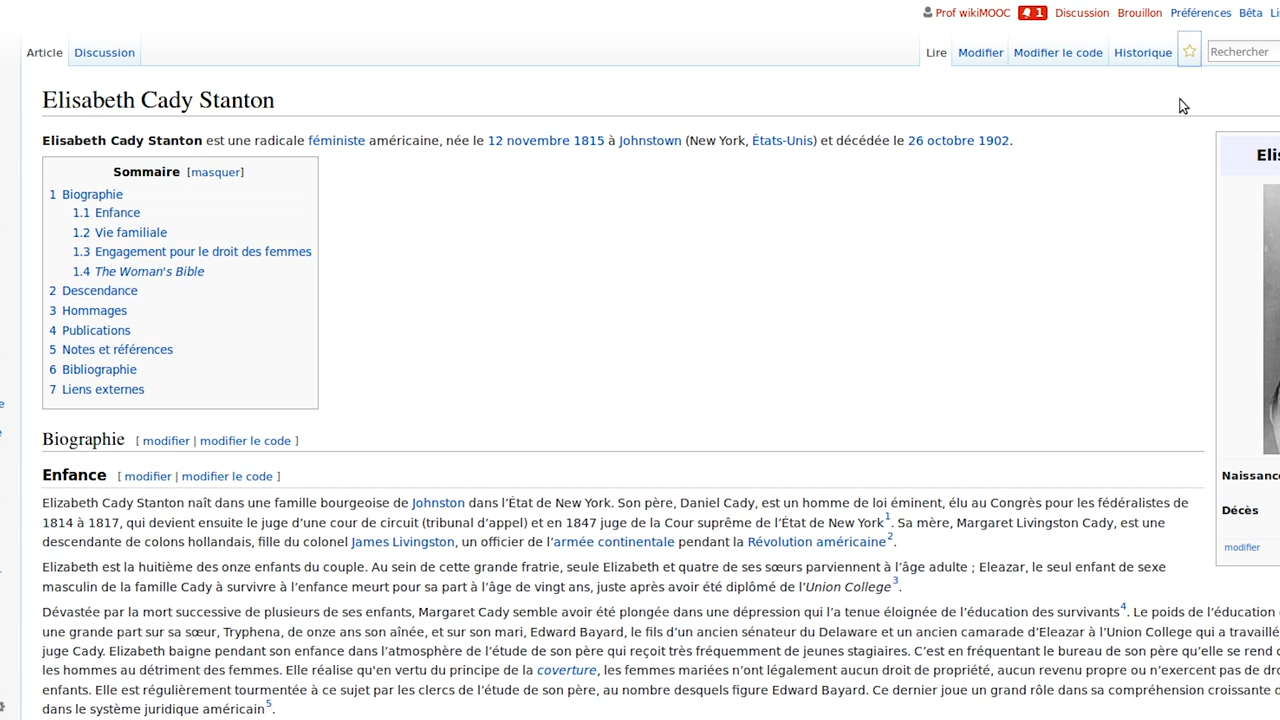 Prof wikiMOOC 1 Discussion Brouillon Préférences Bêta
Article Discussion Lire Modifier Modifier le code Historique Rechercher
Elisabeth Cady Stanton
Elisabeth Cady Stanton est une radicale féministe américaine, née le 12 novembre 1815 à Johnstown (New York, États-Unis) et décédée le 26 octobre 1902.
Sommaire [masquer]
1 Biographie
1.1 Enfance
1.2 Vie familiale
1.3 Engagement pour le droit des femmes
1.4 The Woman's Bible
2 Descendance
3 Hommages
4 Publications
5 Notes et références
6 Bibliographie
7 Liens externes
Naissance
Décès
modifier
Biographie [ modifier | modifier le code ]
Enfance [ modifier | modifier le code ]
Elizabeth Cady Stanton naît dans une famille bourgeoise de Johnston dans l’État de New York. Son père, Daniel Cady, est un homme de loi éminent, élu au Congrès pour les fédéralistes de
1814 à 1817, qui devient ensuite le juge d’une cour de circuit (tribunal d’appel) et en 1847 juge de la Cour suprême de l’État de New York1. Sa mère, Margaret Livingston Cady, est une
descendante de colons hollandais, fille du colonel James Livingston, un officier de l’armée continentale pendant la Révolution américaine2.
Elizabeth est la huitième des onze enfants du couple. Au sein de cette grande fratrie, seule Elizabeth et quatre de ses sœurs parviennent à l’âge adulte ; Eleazar, le seul enfant de sexe
masculin de la famille Cady à survivre à l’enfance meurt pour sa part à l’âge de vingt ans, juste après avoir été diplômé de l’Union College3.
Dévastée par la mort successive de plusieurs de ses enfants, Margaret Cady semble avoir été plongée dans une dépression qui l’a tenue éloignée de l’éducation des survivants4. Le poids de l’éducation
une grande part sur sa sœur, Tryphena, de onze ans son aînée, et sur son mari, Edward Bayard, le fils d’un ancien sénateur du Delaware et un ancien camarade d’Eleazar à l’Union College qui a travaillé
juge Cady. Elizabeth baigne pendant son enfance dans l’atmosphère de l’étude de son père qui reçoit très fréquemment de jeunes stagiaires. C’est en fréquentant le bureau de son père qu’elle se rend
les hommes au détriment des femmes. Elle réalise qu'en vertu du principe de la coverture, les femmes mariées n’ont légalement aucun droit de propriété, aucun revenu propre ou n’exercent pas de
enfants. Elle est régulièrement tourmentée à ce sujet par les clercs de l’étude de son père, au nombre desquels figure Edward Bayard. Ce dernier joue un grand rôle dans sa compréhension croissante
dans le système juridique américain5.